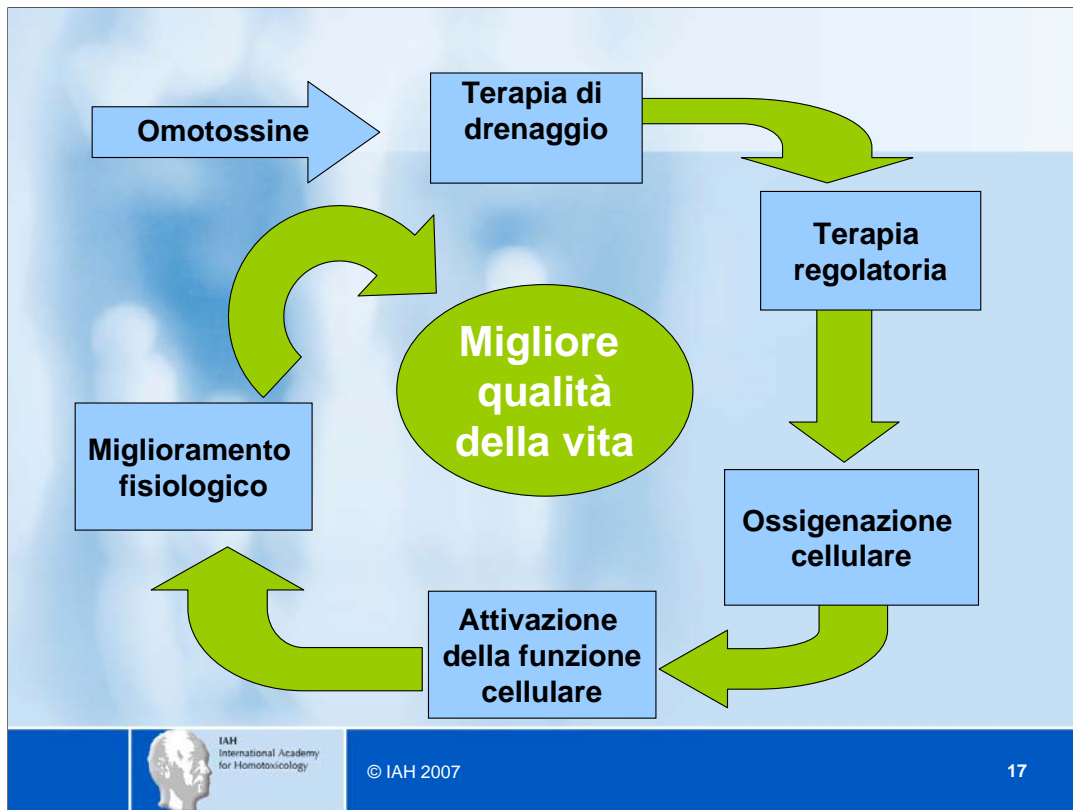 Omotossine
Terapia di
drenaggio
Terapia
regolatoria
Migliore
qualità
della vita
Miglioramento
fisiologico
Ossigenazione
cellulare
Attivazione
della funzione
cellulare
IAH
International Academy
for Homotoxicology
© IAH 2007
17